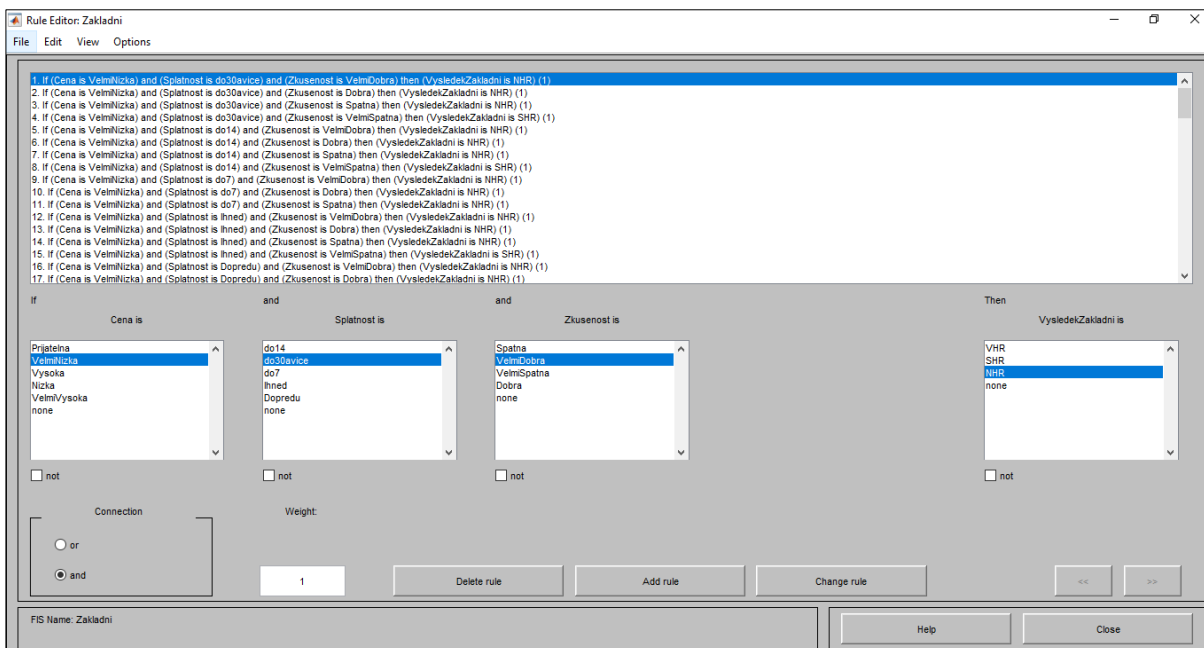 Rule Editor: Zakladni
File Edit View Options
1. If (Cena is VelmiNizka) and (Splatnost is do30avice) and (Zkusenost is VelmiDobra) then (VysledekZakladni is NHR) (1)
2. If (Cena is VelmiNizka) and (Splatnost is do30avice) and (Zkusenost is Dobra) then (VysledekZakladni is NHR) (1)
3. If (Cena is VelmiNizka) and (Splatnost is do30avice) and (Zkusenost is Spatna) then (VysledekZakladni is NHR) (1)
4. If (Cena is VelmiNizka) and (Splatnost is do30avice) and (Zkusenost is VelmiSpatna) then (VysledekZakladni is SHR) (1)
5. If (Cena is VelmiNizka) and (Splatnost is do14) and (Zkusenost is VelmiDobra) then (VysledekZakladni is NHR) (1)
6. If (Cena is VelmiNizka) and (Splatnost is do14) and (Zkusenost is Dobra) then (VysledekZakladni is NHR) (1)
7. If (Cena is VelmiNizka) and (Splatnost is do14) and (Zkusenost is Spatna) then (VysledekZakladni is NHR) (1)
8. If (Cena is VelmiNizka) and (Splatnost is do14) and (Zkusenost is VelmiSpatna) then (VysledekZakladni is SHR) (1)
9. If (Cena is VelmiNizka) and (Splatnost is do7) and (Zkusenost is VelmiDobra) then (VysledekZakladni is NHR) (1)
10. If (Cena is VelmiNizka) and (Splatnost is do7) and (Zkusenost is Dobra) then (VysledekZakladni is NHR) (1)
11. If (Cena is VelmiNizka) and (Splatnost is do7) and (Zkusenost is Spatna) then (VysledekZakladni is NHR) (1)
12. If (Cena is VelmiNizka) and (Splatnost is Ihned) and (Zkusenost is VelmiDobra) then (VysledekZakladni is NHR) (1)
13. If (Cena is VelmiNizka) and (Splatnost is Ihned) and (Zkusenost is Dobra) then (VysledekZakladni is NHR) (1)
14. If (Cena is VelmiNizka) and (Splatnost is Ihned) and (Zkusenost is Spatna) then (VysledekZakladni is NHR) (1)
15. If (Cena is VelmiNizka) and (Splatnost is Ihned) and (Zkusenost is VelmiSpatna) then (VysledekZakladni is SHR) (1)
16. If (Cena is VelmiNizka) and (Splatnost is Dopredu) and (Zkusenost is VelmiDobra) then (VysledekZakladni is NHR) (1)
17. If (Cena is VelmiNizka) and (Splatnost is Dopredu) and (Zkusenost is Dobra) then (VysledekZakladni is NHR) (1)
If and and Then
Cena is Splatnost is Zkusenost is VysledekZakladni is
Prijatelna
VelmiNizka
Vysoka
Nizka
VelmiVysoka
none
do14
do30avice
do7
Ihned
Dopredu
none
Spatna
VelmiDobra
VelmiSpatna
Dobra
none
VHR
SHR
NHR
none
not not not not
Connection
or
and
Weight:
1
Delete rule Add rule Change rule << >>
FIS Name: Zakladni
Help Close